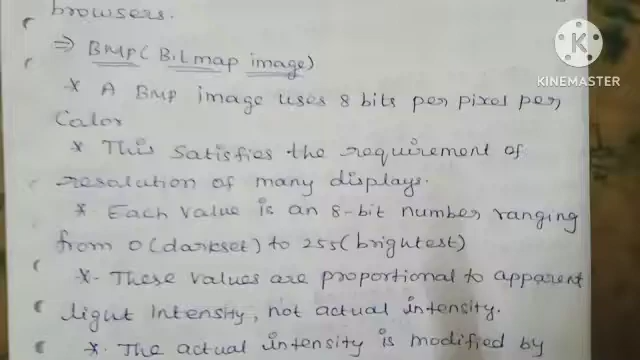 browsers.
⇒ BMP (Bitmap image)
* A BMP image uses 8 bits per pixel per
Color
* This satisfies the requirement of
resolution of many displays.
* Each value is an 8-bit number ranging
from 0 (darkset) to 255 (brightest)
* These values are proportional to apparent
light Intensity, not actual intensity.
* The actual intensity is modified by
KINEMASTER